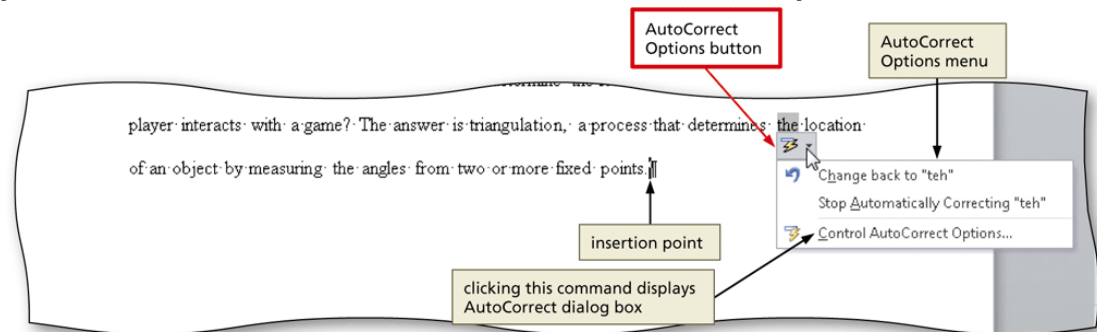 AutoCorrect
Options button
AutoCorrect
Options menu
player interacts with a game? The answer is triangulation, a process that determines the location
of an object by measuring the angles from two or more fixed points.¶
Change back to "teh"
Stop Automatically Correcting "teh"
Control AutoCorrect Options...
insertion point
clicking this command displays
AutoCorrect dialog box